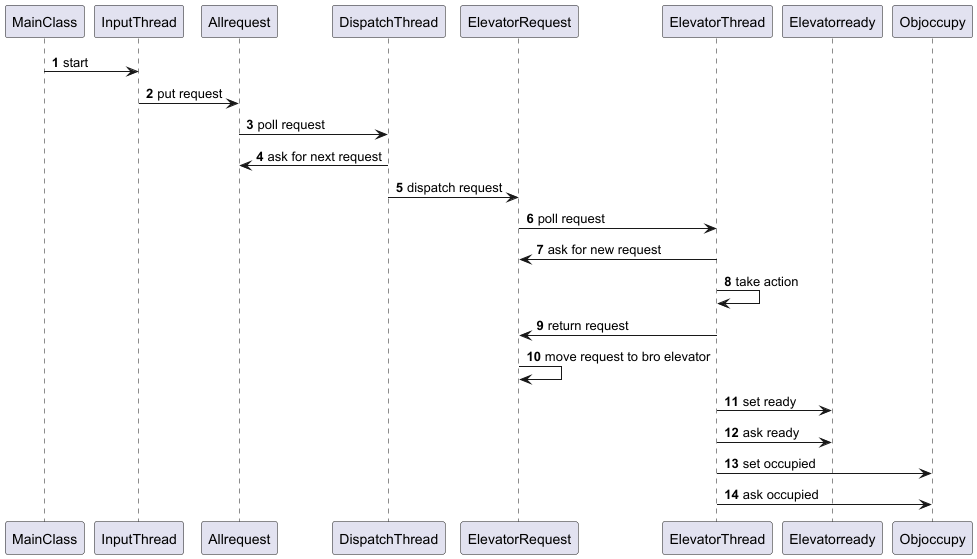 MainClass InputThread Allrequest DispatchThread ElevatorRequest ElevatorThread Elevatorready Objoccupy
1 start
2 put request
3 poll request
4 ask for next request
5 dispatch request
6 poll request
7 ask for new request
8 take action
9 return request
10 move request to bro elevator
11 set ready
12 ask ready
13 set occupied
14 ask occupied
MainClass InputThread Allrequest DispatchThread ElevatorRequest ElevatorThread Elevatorready Objoccupy